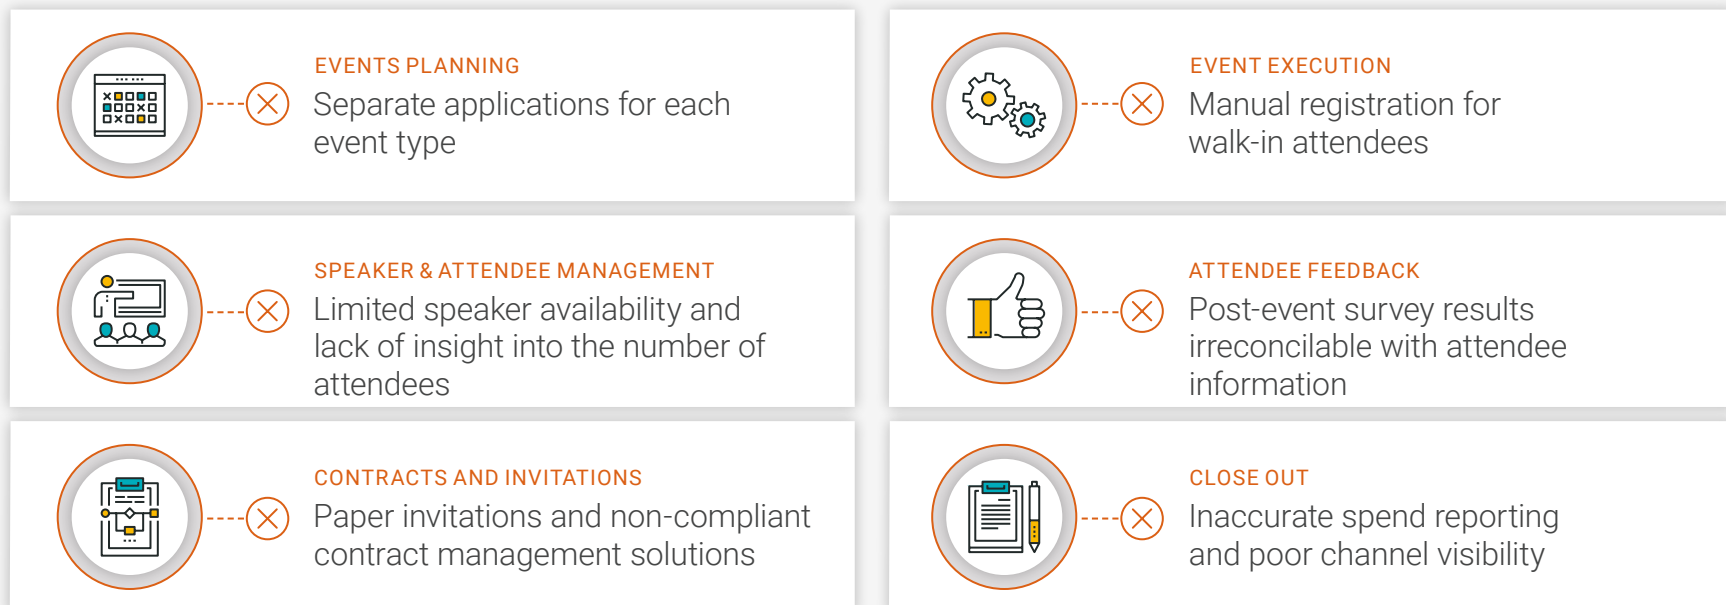 EVENTS PLANNING
Separate applications for each
event type
SPEAKER & ATTENDEE MANAGEMENT
Limited speaker availability and
lack of insight into the number of
attendees
CONTRACTS AND INVITATIONS
Paper invitations and non-compliant
contract management solutions
EVENT EXECUTION
Manual registration for
walk-in attendees
ATTENDEE FEEDBACK
Post-event survey results
irreconcilable with attendee
information
CLOSE OUT
Inaccurate spend reporting
and poor channel visibility